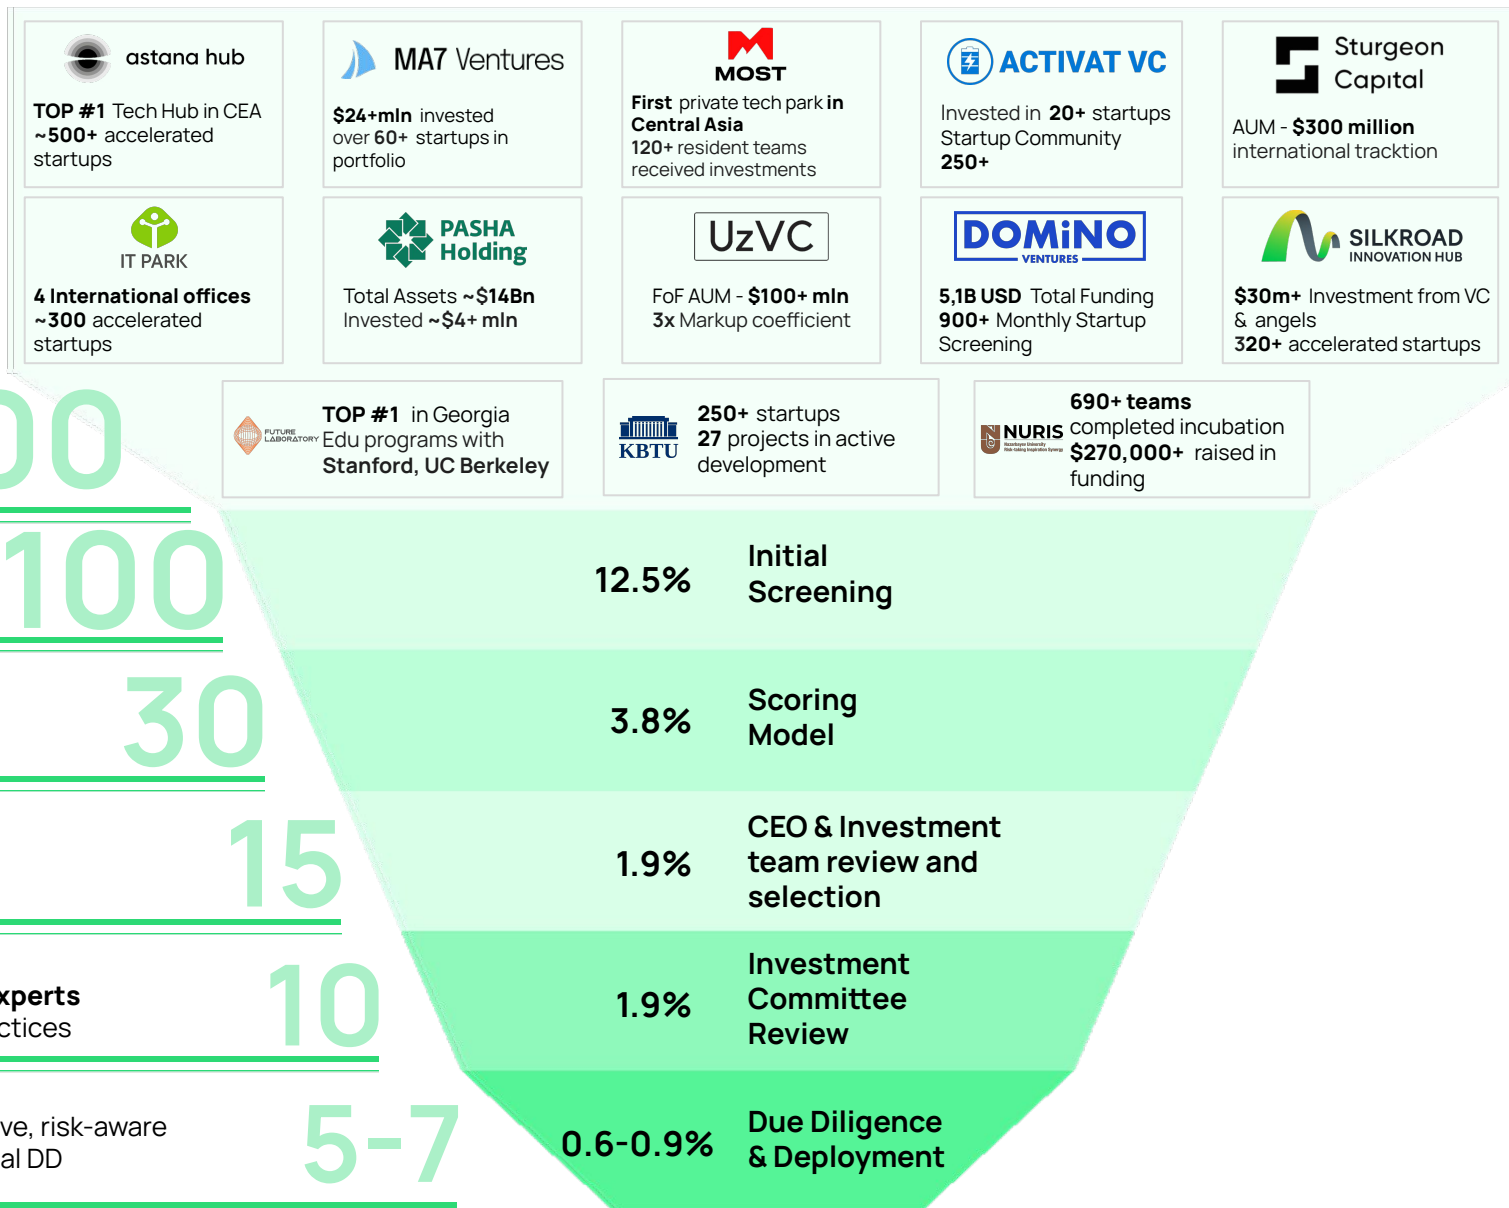 astana hub
TOP #1 Tech Hub in CEA
~500+ accelerated
startups
MA7 Ventures
$24+mln invested
over 60+ startups in
portfolio
MOST
First private tech park in
Central Asia
120+ resident teams
received investments
ACTIVAT VC
Invested in 20+ startups
Startup Community
250+
Sturgeon
Capital
AUM - $300 million
international tracktion
IT PARK
4 International offices
~300 accelerated
startups
PASHA
Holding
Total Assets ~$14Bn
Invested ~$4+ mln
UzVC
FoF AUM - $100+ mln
3x Markup coefficient
DOMiNO
VENTURES
5,1B USD Total Funding
900+ Monthly Startup
Screening
SILKROAD
INNOVATION HUB
$30m+ Investment from VC
& angels
320+ accelerated startups
FUTURE
LABORATORY
TOP #1 in Georgia
Edu programs with
Stanford, UC Berkeley
KBTU
250+ startups
27 projects in active
development
NURIS
Nazarbayev University
Risk-taking Inspiration Synergy
690+ teams
completed incubation
$270,000+ raised in
funding
00
100
12.5%
Initial
Screening
30
3.8%
Scoring
Model
15
1.9%
CEO & Investment
team review and
selection
xperts
ctices
10
1.9%
Investment
Committee
Review
ve, risk-aware
al DD
5-7
0.6-0.9%
Due Diligence
& Deployment